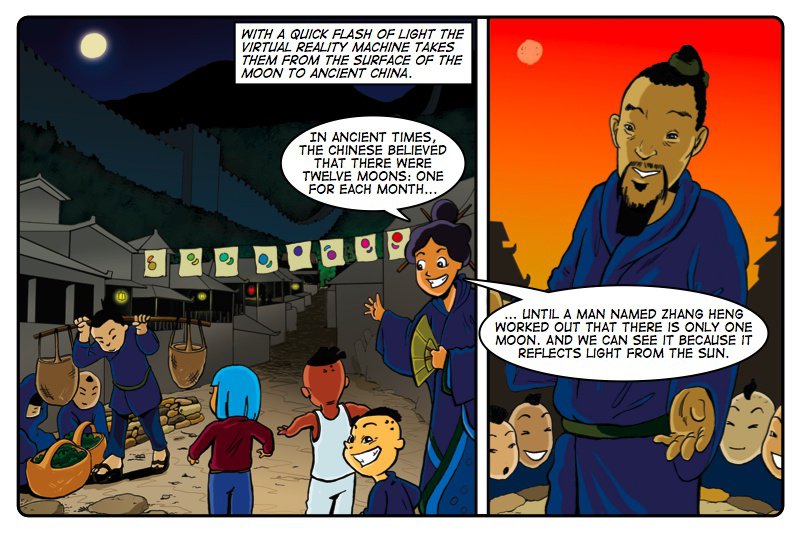 WITH A QUICK FLASH OF LIGHT THE
VIRTUAL REALITY MACHINE TAKES
THEM FROM THE SURFACE OF THE
MOON TO ANCIENT CHINA.
IN ANCIENT TIMES,
THE CHINESE BELIEVED
THAT THERE WERE
TWELVE MOONS: ONE
FOR EACH MONTH...
... UNTIL A MAN NAMED ZHANG HENG
WORKED OUT THAT THERE IS ONLY ONE
MOON. AND WE CAN SEE IT BECAUSE IT
REFLECTS LIGHT FROM THE SUN.